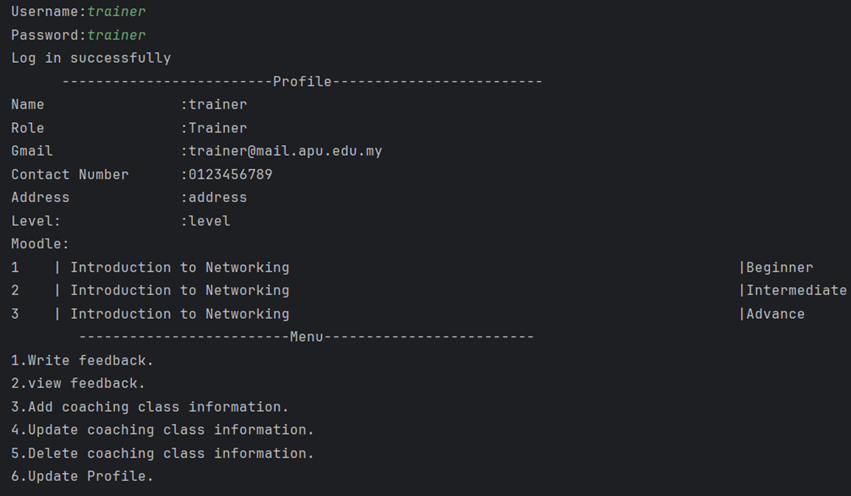 Username:trainer
Password:trainer
Log in successfully
-------------------------Profile-------------------------
Name :trainer
Role :Trainer
Gmail :trainer@mail.apu.edu.my
Contact Number :0123456789
Address :address
Level: :level
Moodle:
1 | Introduction to Networking |Beginner
2 | Introduction to Networking |Intermediate
3 | Introduction to Networking |Advance
-------------------------Menu-------------------------
1.Write feedback.
2.view feedback.
3.Add coaching class information.
4.Update coaching class information.
5.Delete coaching class information.
6.Update Profile.